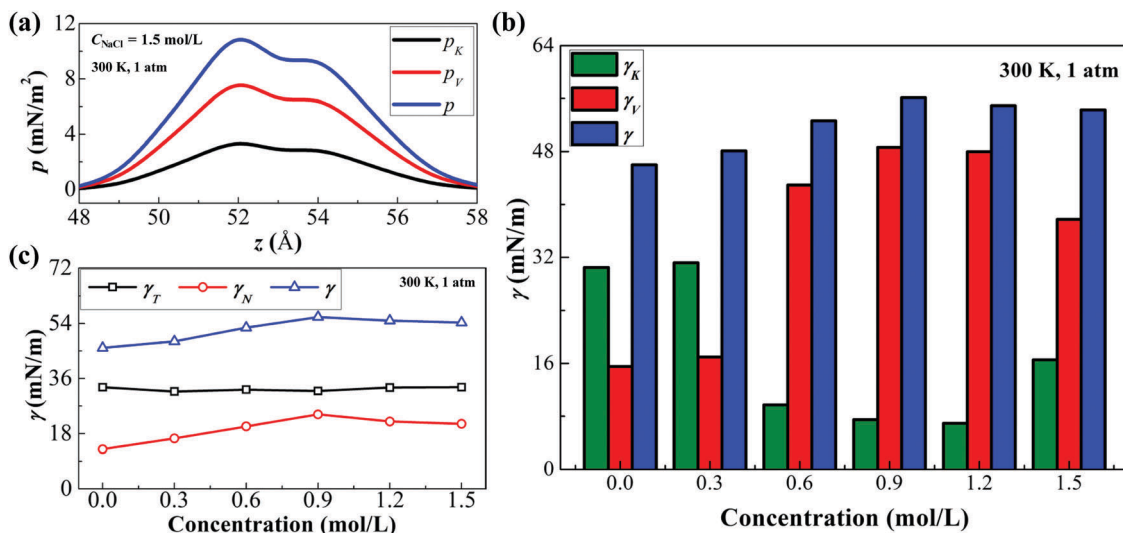 (a)
12
8
4
0
p (mN/m²)
C_NaCl = 1.5 mol/L
300 K, 1 atm
p_K
p_V
p
48 50 52 54 56 58
z (Å)
(b)
64
48
32
16
0
γ (mN/m)
γ_K
γ_V
γ
300 K, 1 atm
0.0 0.3 0.6 0.9 1.2 1.5
Concentration (mol/L)
(c)
72
54
36
18
0
γ (mN/m)
γ_T γ_N γ
300 K, 1 atm
0.0 0.3 0.6 0.9 1.2 1.5
Concentration (mol/L)